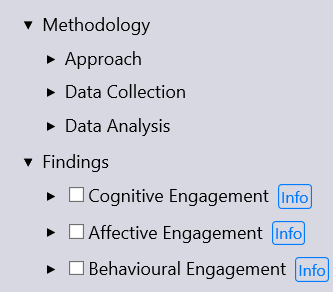 Methodology
Approach
Data Collection
Data Analysis
Findings
Cognitive Engagement Info
Affective Engagement Info
Behavioural Engagement Info